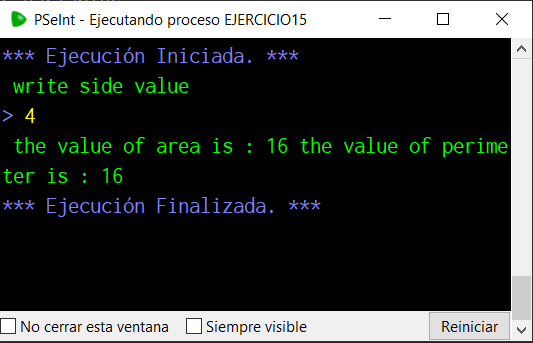 PSeInt - Ejecutando proceso EJERCICIO15
*** Ejecución Iniciada. ***
write side value
> 4
the value of area is : 16 the value of perime
ter is : 16
*** Ejecución Finalizada. ***
No cerrar esta ventana
Siempre visible
Reiniciar